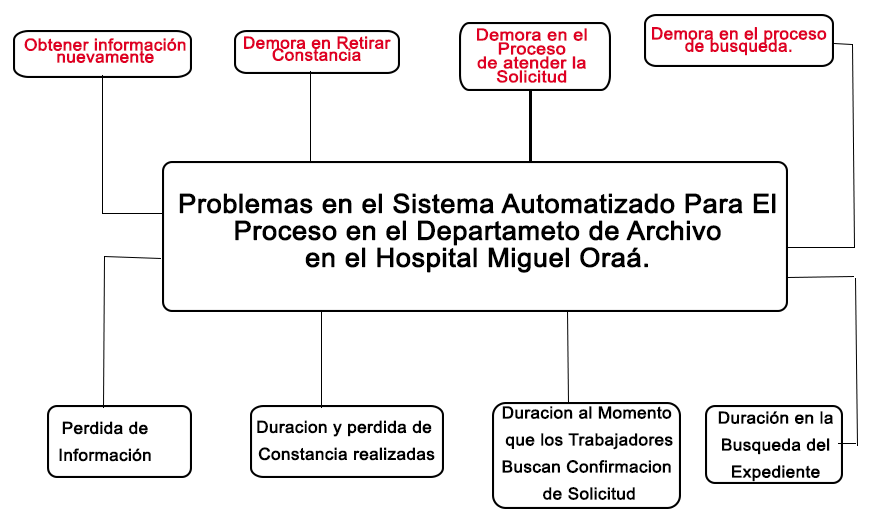 Obtener información
nuevamente
Demora en Retirar
Constancia
Demora en el
Proceso
de atender la
Solicitud
Demora en el proceso
de busqueda.
Problemas en el Sistema Automatizado Para El
Proceso en el Departameto de Archivo
en el Hospital Miguel Oraá.
Perdida de
Información
Duracion y perdida de
Constancia realizadas
Duracion al Momento
que los Trabajadores
Buscan Confirmacion
de Solicitud
Duración en la
Busqueda del
Expediente